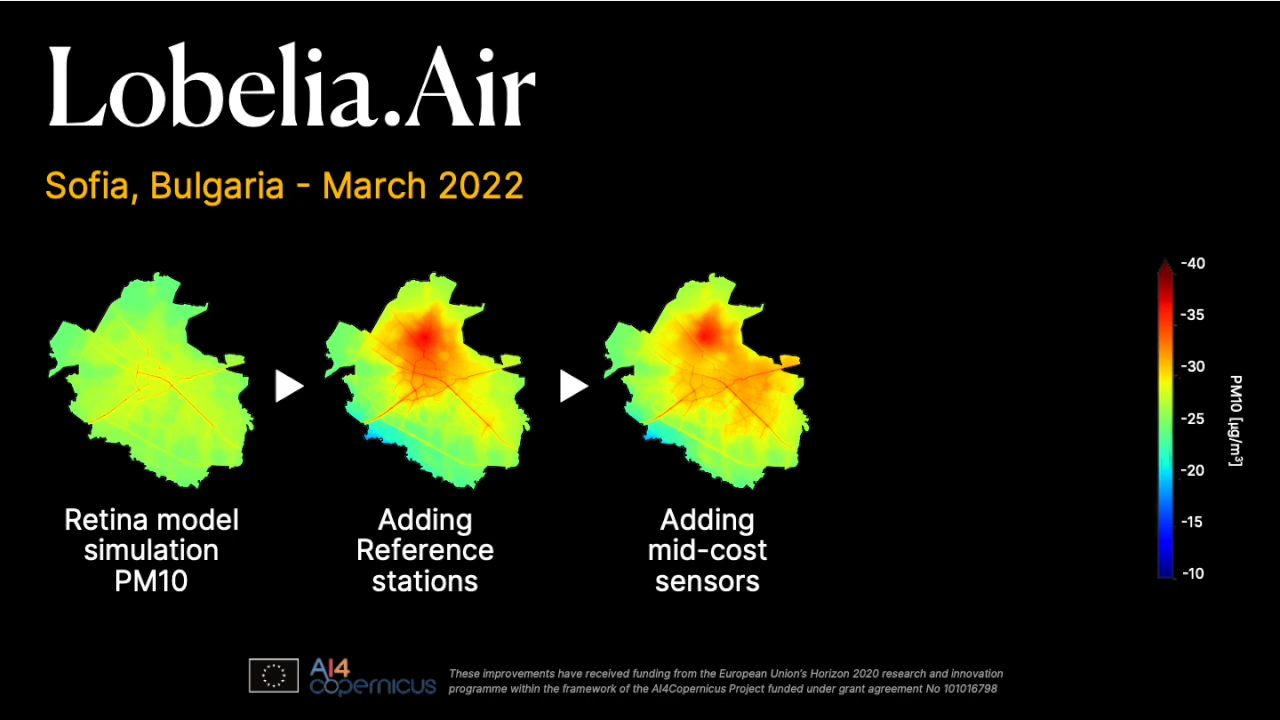 Lobelia.Air
Sofia, Bulgaria - March 2022
Retina model
simulation
PM10
Adding
Reference
stations
Adding
mid-cost
sensors
-40
-35
-30
-25
-20
-15
-10
PM10 [µg/m³]
AI4
copernicus
These improvements have received funding from the European Union's Horizon 2020 research and innovation
programme within the framework of the AI4Copernicus Project funded under grant agreement No 101016798